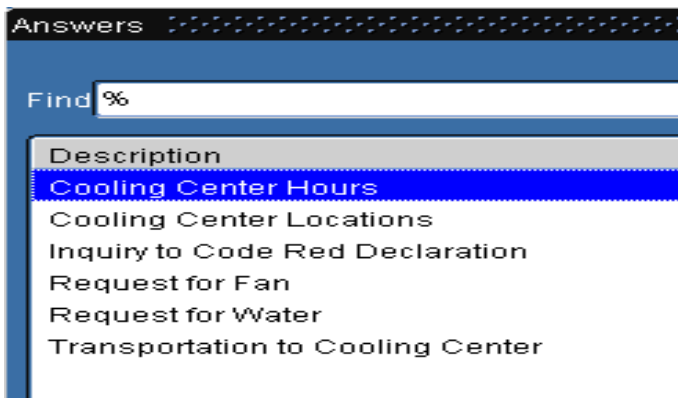 Answers
Find %
Description
Cooling Center Hours
Cooling Center Locations
Inquiry to Code Red Declaration
Request for Fan
Request for Water
Transportation to Cooling Center